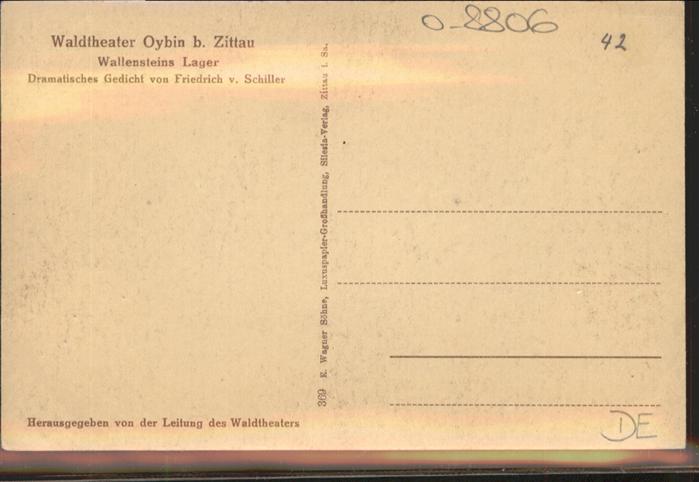 Waldtheater Oybin b. Zittau
Wallensteins Lager
Dramatisches Gedicht von Friedrich v. Schiller
o-8806
42
369 E. Wagner Söhne, Luxuspapier-Großhandlung, Silesia-Verlag, Zittau i. Sa.
Herausgegeben von der Leitung des Waldtheaters
DE